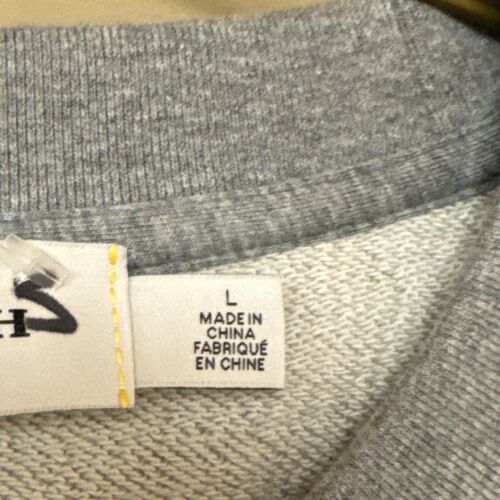 H
L
MADE IN
CHINA
FABRIQUÉ
EN CHINE